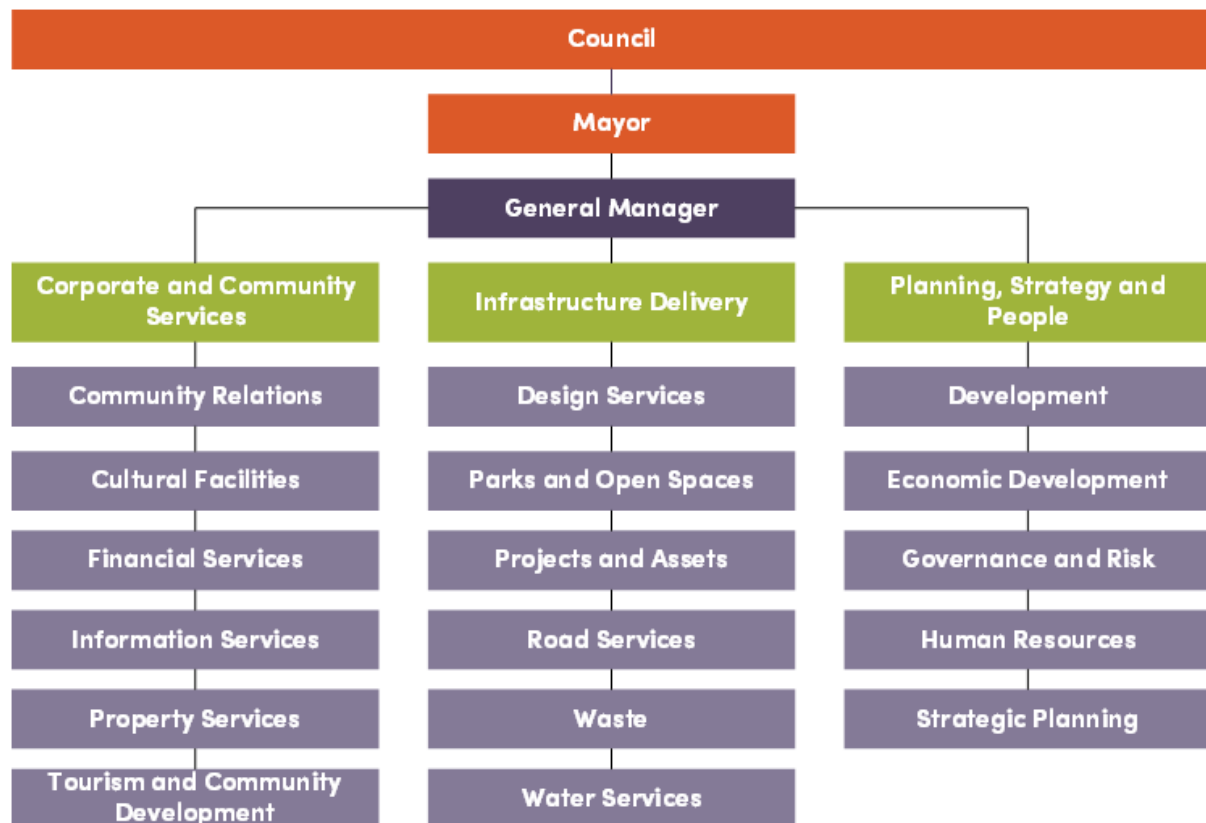 Council
Mayor
General Manager
Corporate and Community
Services
Community Relations
Cultural Facilities
Financial Services
Information Services
Property Services
Tourism and Community
Development
Infrastructure Delivery
Design Services
Parks and Open Spaces
Projects and Assets
Road Services
Waste
Water Services
Planning, Strategy and
People
Development
Economic Development
Governance and Risk
Human Resources
Strategic Planning